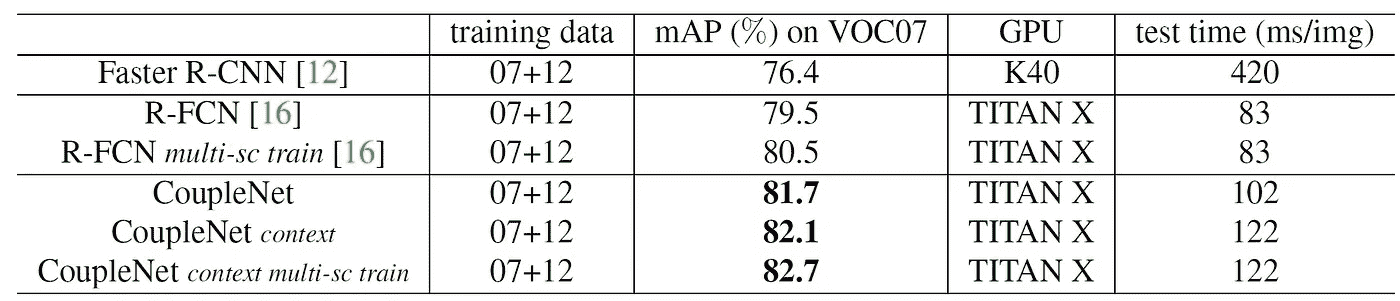 training data mAP (%) on VOC07 GPU test time (ms/img)
Faster R-CNN [12] 07+12 76.4 K40 420
R-FCN [16] 07+12 79.5 TITAN X 83
R-FCN multi-sc train [16] 07+12 80.5 TITAN X 83
CoupleNet 07+12 81.7 TITAN X 102
CoupleNet context 07+12 82.1 TITAN X 122
CoupleNet context multi-sc train 07+12 82.7 TITAN X 122